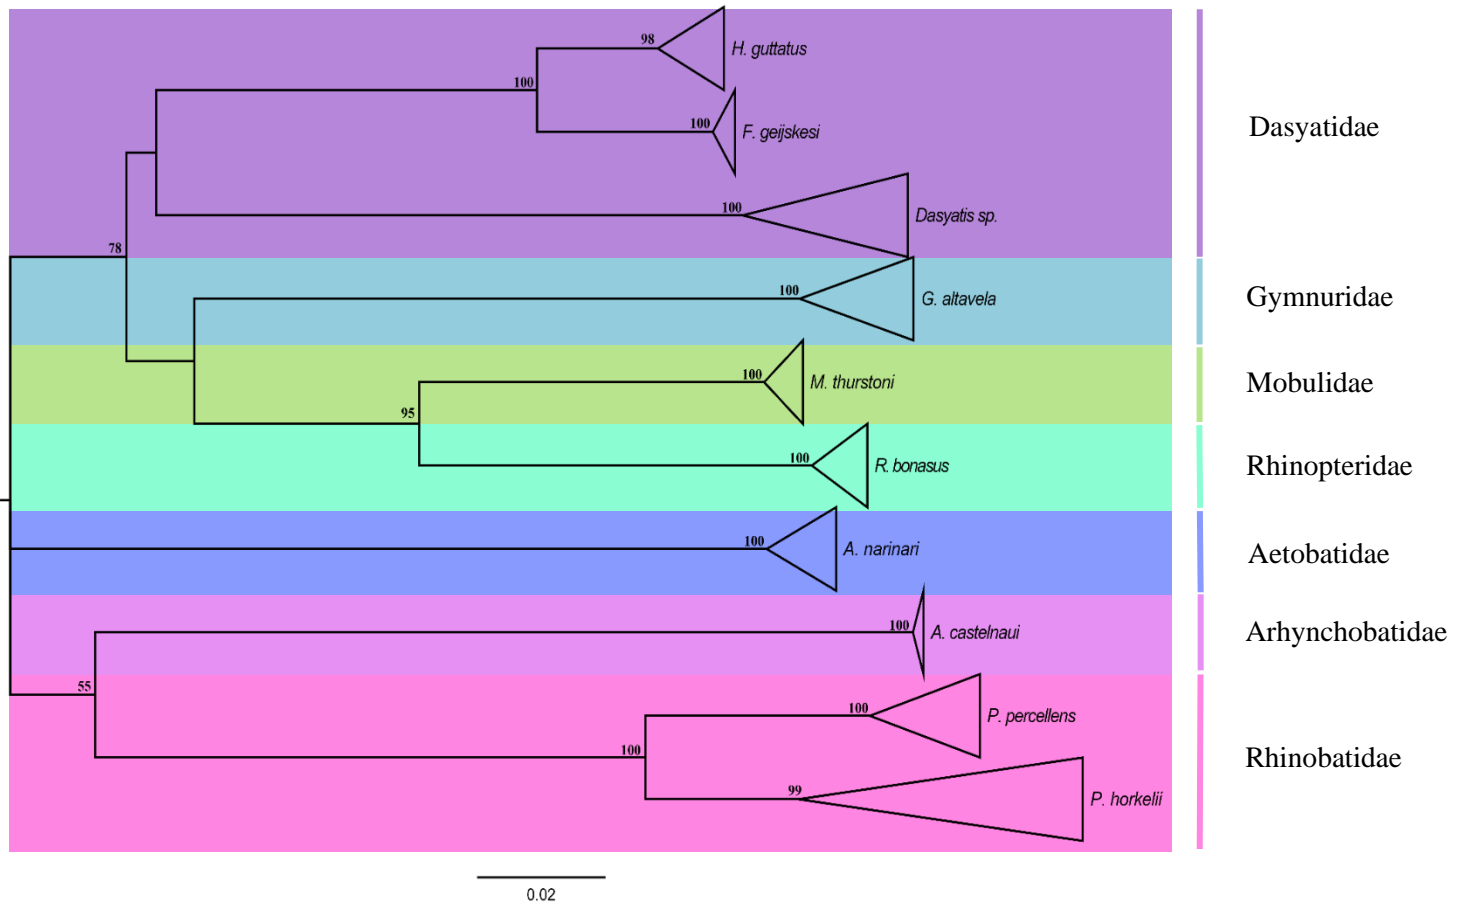 98
H. guttatus
100
100
F. geijskesi
Dasyatidae
100
Dasyatis sp.
78
100
G. altavela
Gymnuridae
100
M. thurstoni
Mobulidae
95
100
R. bonasus
Rhinopteridae
100
A. narinari
Aetobatidae
100
A. castelnaui
Arhynchobatidae
55
100
P. percellens
100
Rhinobatidae
99
P. horkelii
0.02